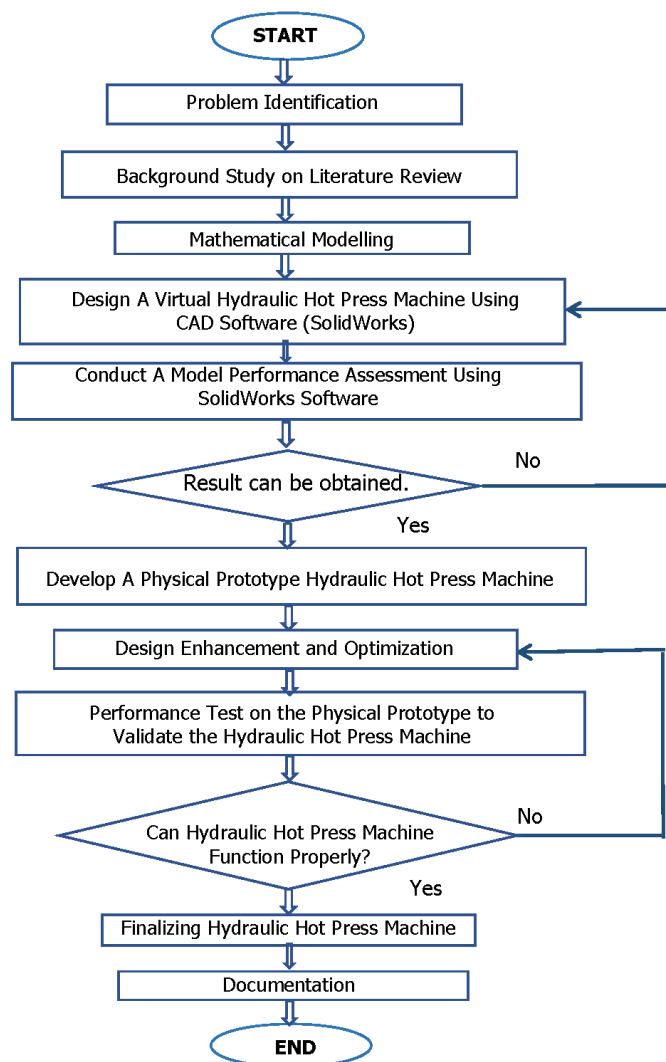 START
Problem Identification
Background Study on Literature Review
Mathematical Modelling
Design A Virtual Hydraulic Hot Press Machine Using
CAD Software (SolidWorks)
Conduct A Model Performance Assessment Using
SolidWorks Software
Result can be obtained.
No
Yes
Develop A Physical Prototype Hydraulic Hot Press Machine
Design Enhancement and Optimization
Performance Test on the Physical Prototype to
Validate the Hydraulic Hot Press Machine
Can Hydraulic Hot Press Machine
Function Properly?
No
Yes
Finalizing Hydraulic Hot Press Machine
Documentation
END